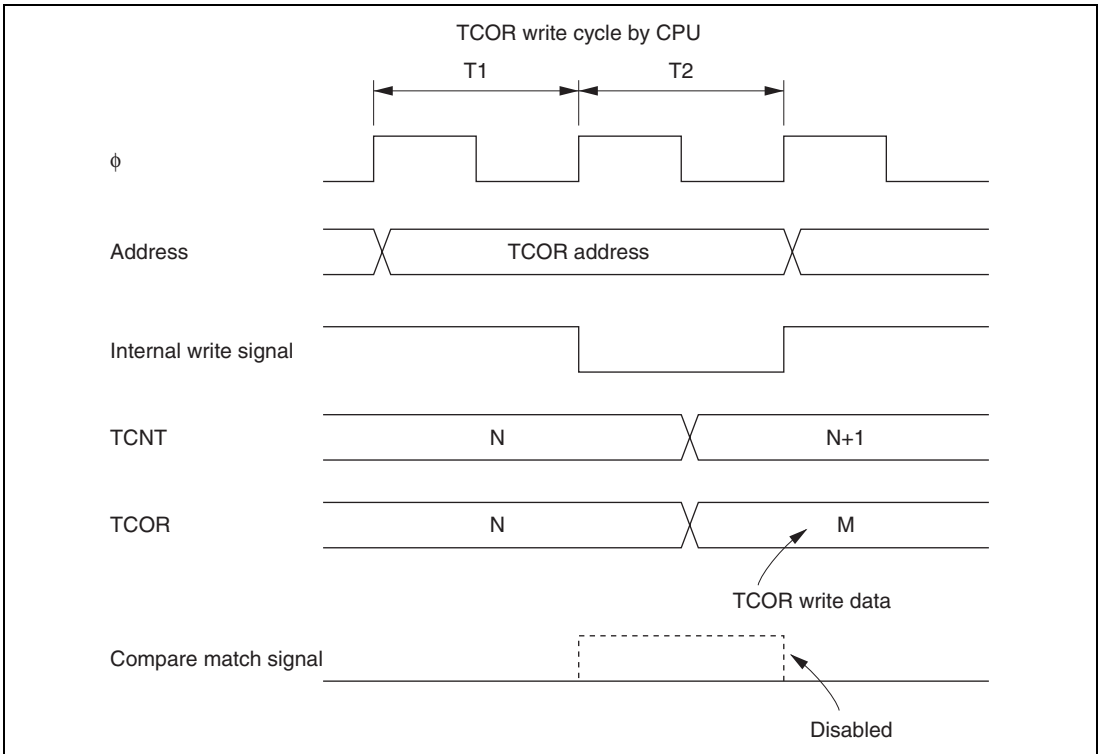 TCOR write cycle by CPU
T1 T2
ϕ
Address TCOR address
Internal write signal
TCNT N N+1
TCOR N M
TCOR write data
Compare match signal
Disabled